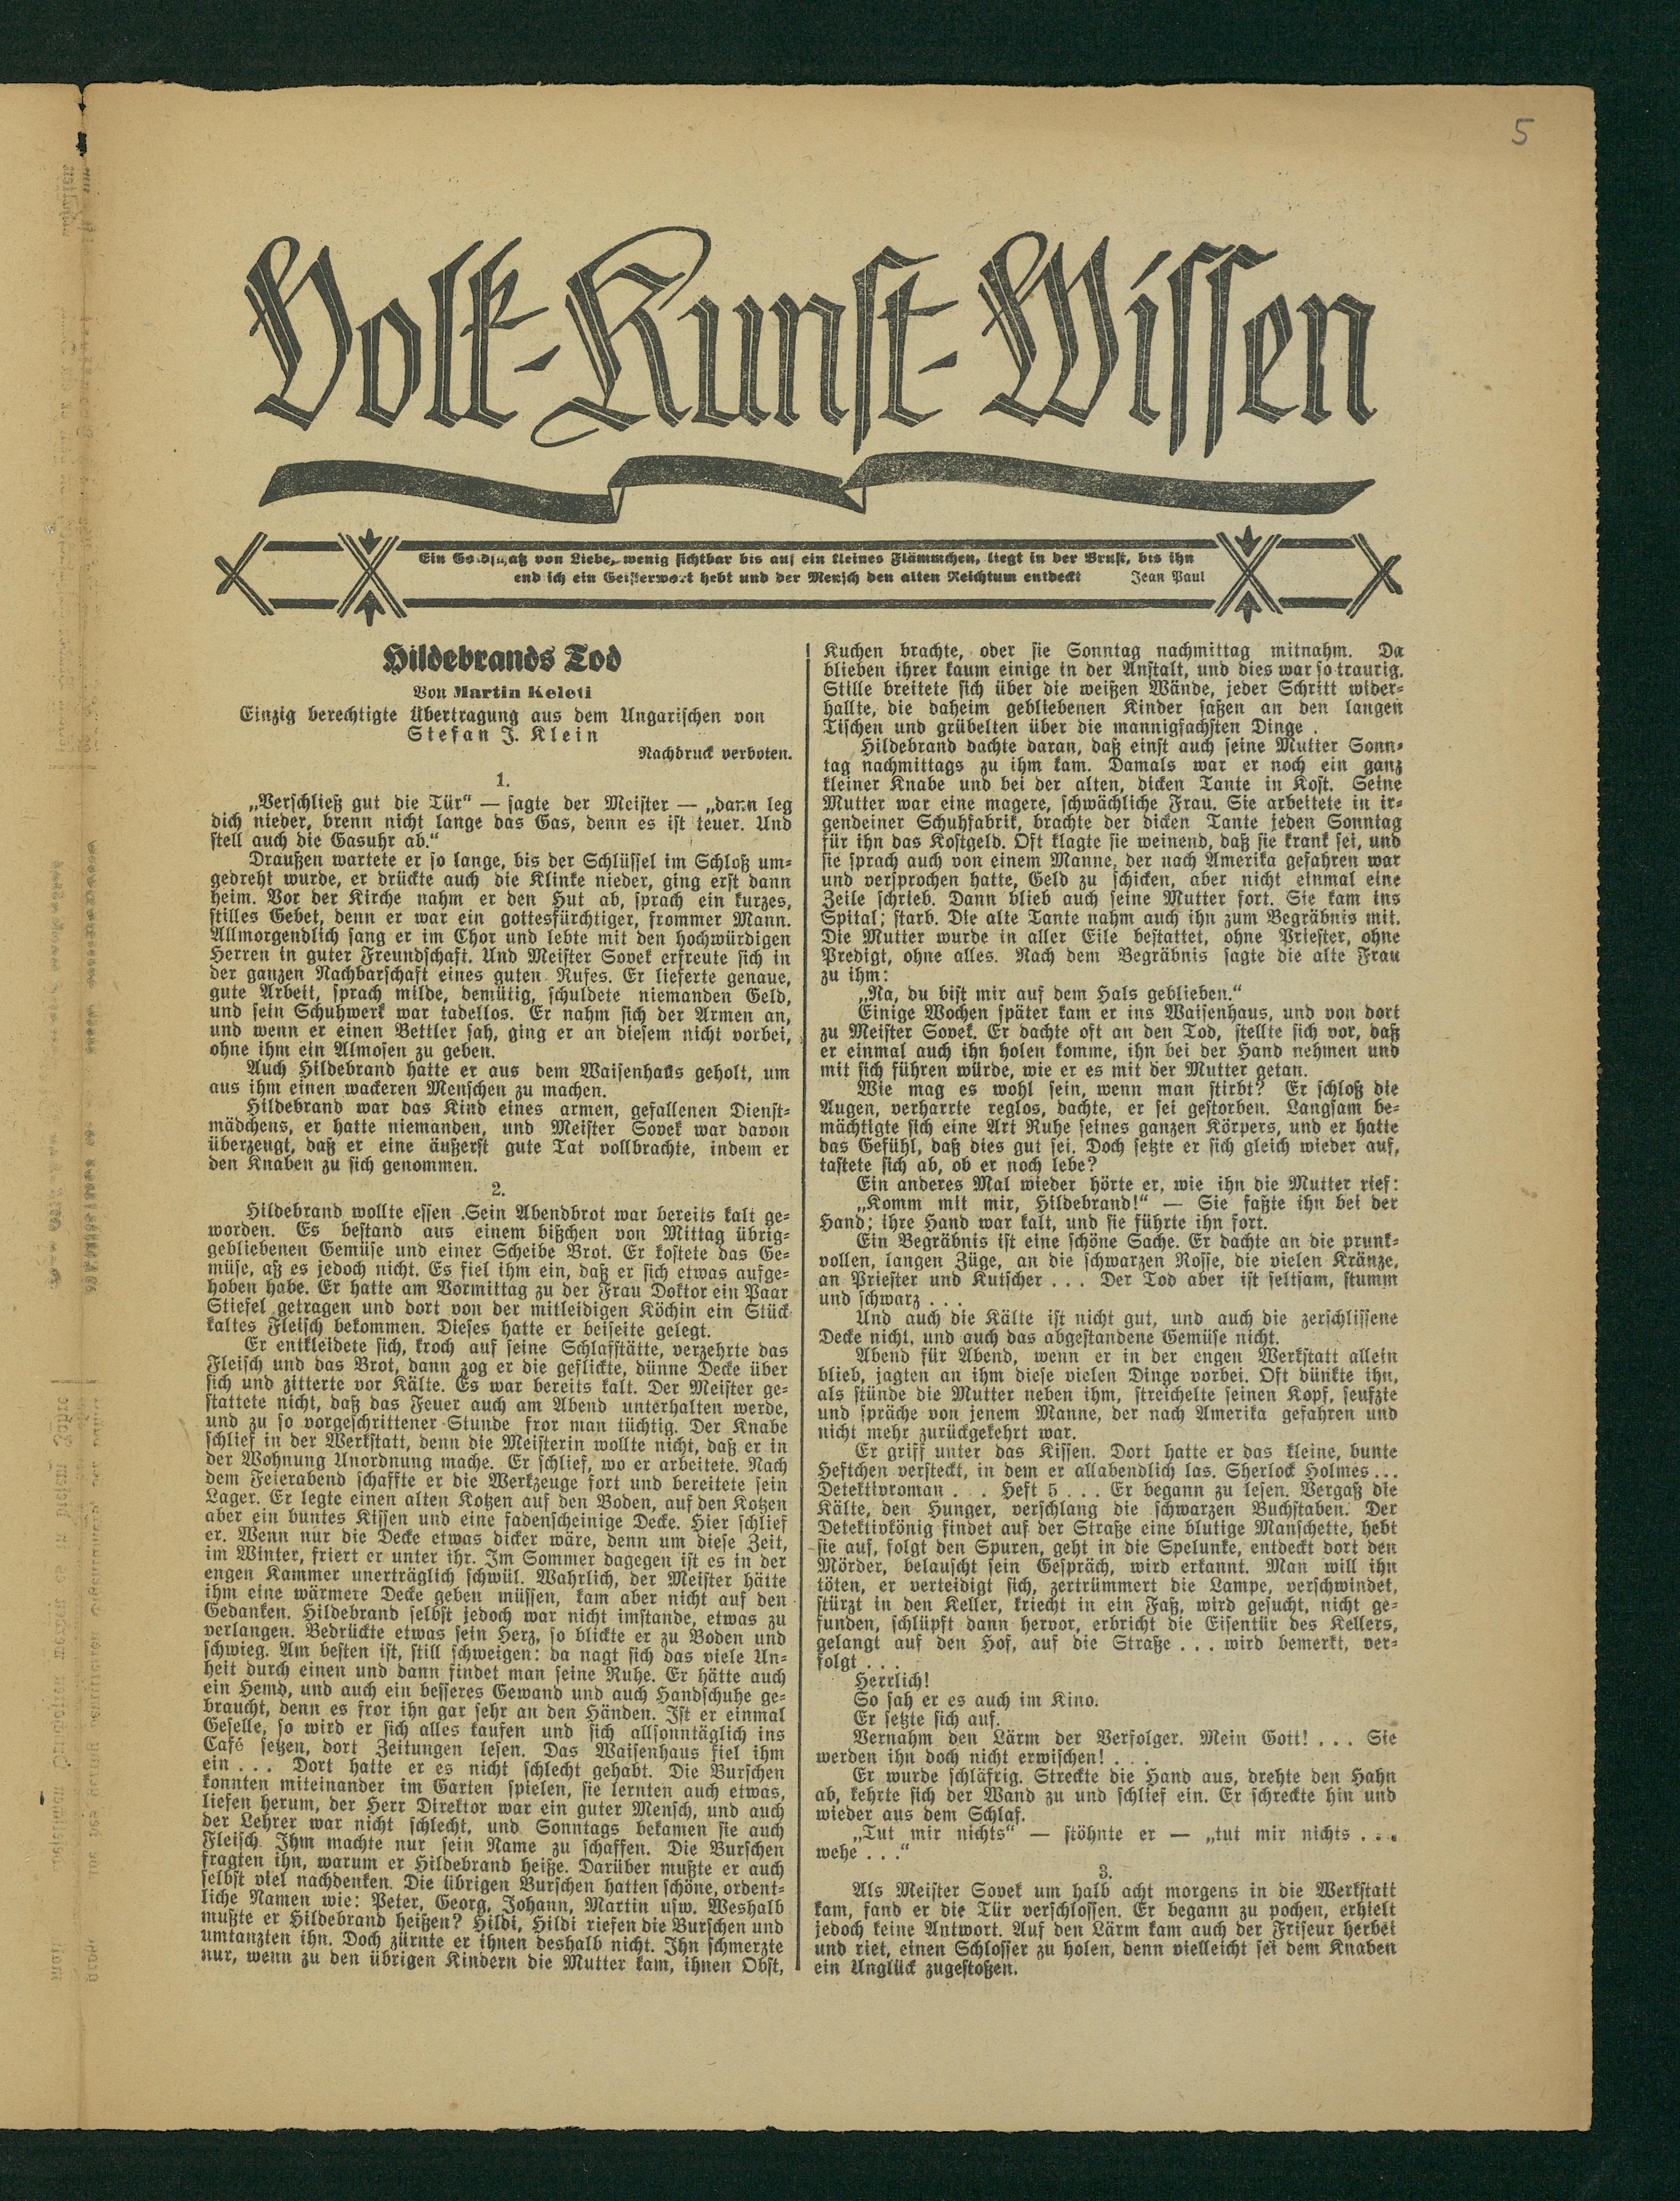 5
Volk-Kunst-Wissen
Ein Goldschatz von Liebe, wenig sichtbar bis auf ein kleines Flämmchen, liegt in der Brust, bis ihn
endlich ein Geisterwort hebt und der Mensch den alten Reichtum entdeckt Jean Paul
Hildebrands Tod
Von Martin Keleti
Einzig berechtigte Übertragung aus dem Ungarischen von
Stefan J. Klein
Nachdruck verboten.
1.
„Verschließ gut die Tür“ — sagte der Meister — „dann leg
dich nieder, brenn nicht lange das Gas, denn es ist teuer. Und
stell auch die Gasuhr ab.“
Draußen wartete er so lange, bis der Schlüssel im Schloß um-
gedreht wurde, er drückte auch die Klinke nieder, ging erst dann
heim. Vor der Kirche nahm er den Hut ab, sprach ein kurzes,
stilles Gebet, denn er war ein gottesfürchtiger, frommer Mann.
Allmorgendlich sang er im Chor und lebte mit den hochwürdigen
Herren in guter Freundschaft. Und Meister Sovek erfreute sich in
der ganzen Nachbarschaft eines guten Rufes. Er lieferte genaue,
gute Arbeit, sprach milde, demütig, schuldete niemanden Geld,
und sein Schuhwerk war tadellos. Er nahm sich der Armen an,
und wenn er einen Bettler sah, ging er an diesem nicht vorbei,
ohne ihm ein Almosen zu geben.
Auch Hildebrand hatte er aus dem Waisenhaus geholt, um
aus ihm einen wackeren Menschen zu machen.
Hildebrand war das Kind eines armen, gefallenen Dienst-
mädchens, er hatte niemanden, und Meister Sovek war davon
überzeugt, daß er eine äußerst gute Tat vollbrachte, indem er
den Knaben zu sich genommen.
2.
Hildebrand wollte essen .Sein Abendbrot war bereits kalt ge-
worden. Es bestand aus einem bißchen von Mittag übrig-
gebliebenen Gemüse und einer Scheibe Brot. Er kostete das Ge-
müse, aß es jedoch nicht. Es fiel ihm ein, daß er sich etwas aufge-
hoben habe. Er hatte am Vormittag zu der Frau Doktor ein Paar
Stiefel getragen und dort von der mitleidigen Köchin ein Stück
kaltes Fleisch bekommen. Dieses hatte er beiseite gelegt.
Er entkleidete sich, kroch auf seine Schlafstätte, verzehrte das
Fleisch und das Brot, dann zog er die geflickte, dünne Decke über
sich und zitterte vor Kälte. Es war bereits kalt. Der Meister ge-
stattete nicht, daß das Feuer auch am Abend unterhalten werde,
und zu so vorgeschrittener Stunde fror man tüchtig. Der Knabe
schlief in der Werkstatt, denn die Meisterin wollte nicht, daß er in
der Wohnung Unordnung mache. Er schlief, wo er arbeitete. Nach
dem Feierabend schaffte er die Werkzeuge fort und bereitete sein
Lager. Er legte einen alten Kotzen auf den Boden, auf den Kotzen
aber ein buntes Kissen und eine fadenscheinige Decke. Hier schlief
er. Wenn nur die Decke etwas dicker wäre, denn um diese Zeit,
im Winter, friert er unter ihr. Im Sommer dagegen ist es in der
engen Kammer unerträglich schwül. Wahrlich, der Meister hätte
ihm eine wärmere Decke geben müssen, kam aber nicht auf den
Gedanken. Hildebrand selbst jedoch war nicht imstande, etwas zu
verlangen. Bedrückte etwas sein Herz, so blickte er zu Boden und
schwieg. Am besten ist, still schweigen: da nagt sich das viele Un-
heit durch einen und dann findet man seine Ruhe. Er hätte auch
ein Hemd, und auch ein besseres Gewand und auch Handschuhe ge-
braucht, denn es fror ihn gar sehr an den Händen. Ist er einmal
Geselle, so wird er sich alles kaufen und sich allsonntäglich ins
Café setzen, dort Zeitungen lesen. Das Waisenhaus fiel ihm
ein . . . Dort hatte er es nicht schlecht gehabt. Die Burschen
konnten miteinander im Garten spielen, sie lernten auch etwas,
liefen herum, der Herr Direktor war ein guter Mensch, und auch
der Lehrer war nicht schlecht, und Sonntags bekamen sie auch
Fleisch. Ihm machte nur sein Name zu schaffen. Die Burschen
fragten ihn, warum er Hildebrand heiße. Darüber mußte er auch
selbst viel nachdenken. Die übrigen Burschen hatten schöne, ordent-
liche Namen wie: Peter, Georg, Johann, Martin usw. Weshalb
mußte er Hildebrand heißen? Hildi, Hildi riefen die Burschen und
umtanzten ihn. Doch zürnte er ihnen deshalb nicht. Ihn schmerzte
nur, wenn zu den übrigen Kindern die Mutter kam, ihnen Obst,
Kuchen brachte, oder sie Sonntag nachmittag mitnahm. Da
blieben ihrer kaum einige in der Anstalt, und dies war so traurig.
Stille breitete sich über die weißen Wände, jeder Schritt wider-
hallte, die daheim gebliebenen Kinder saßen an den langen
Tischen und grübelten über die mannigfachsten Dinge .
Hildebrand dachte daran, daß einst auch seine Mutter Sonn-
tag nachmittags zu ihm kam. Damals war er noch ein ganz
kleiner Knabe und bei der alten, dicken Tante in Kost. Seine
Mutter war eine magere, schwächliche Frau. Sie arbeitete in ir-
gendeiner Schuhfabrik, brachte der dicken Tante jeden Sonntag
für ihn das Kostgeld. Oft klagte sie weinend, daß sie krank sei, und
sie sprach auch von einem Manne, der nach Amerika gefahren war
und versprochen hatte, Geld zu schicken, aber nicht einmal eine
Zeile schrieb. Dann blieb auch seine Mutter fort. Sie kam ins
Spital; starb. Die alte Tante nahm auch ihn zum Begräbnis mit.
Die Mutter wurde in aller Eile bestattet, ohne Priester, ohne
Predigt, ohne alles. Nach dem Begräbnis sagte die alte Frau
zu ihm:
„Na, du bist mir auf dem Hals geblieben.“
Einige Wochen später kam er ins Waisenhaus, und von dort
zu Meister Sovek. Er dachte oft an den Tod, stellte sich vor, daß
er einmal auch ihn holen komme, ihn bei der Hand nehmen und
mit sich führen würde, wie er es mit der Mutter getan.
Wie mag es wohl sein, wenn man stirbt? Er schloß die
Augen, verharrte reglos, dachte, er sei gestorben. Langsam be-
mächtigte sich eine Art Ruhe seines ganzen Körpers, und er hatte
das Gefühl, daß dies gut sei. Doch setzte er sich gleich wieder auf,
tastete sich ab, ob er noch lebe?
Ein anderes Mal wieder hörte er, wie ihn die Mutter rief:
„Komm mit mir, Hildebrand!“ — Sie faßte ihn bei der
Hand; ihre Hand war kalt, und sie führte ihn fort.
Ein Begräbnis ist eine schöne Sache. Er dachte an die prunk-
vollen, langen Züge, an die schwarzen Rosse, die vielen Kränze,
an Priester und Kutscher . . . Der Tod aber ist seltsam, stumm
und schwarz . . .
Und auch die Kälte ist nicht gut, und auch die zerschlissene
Decke nicht, und auch das abgestandene Gemüse nicht.
Abend für Abend, wenn er in der engen Werkstatt allein
blieb, jagten an ihm diese vielen Dinge vorbei. Oft dünkte ihn,
als stünde die Mutter neben ihm, streichelte seinen Kopf, seufzte
und spräche von jenem Manne, der nach Amerika gefahren und
nicht mehr zurückgekehrt war.
Er griff unter das Kissen. Dort hatte er das kleine, bunte
Heftchen versteckt, in dem er allabendlich las. Sherlock Holmes . . .
Detektivroman . . . Heft 5 . . . Er begann zu lesen. Vergaß die
Kälte, den Hunger, verschlang die schwarzen Buchstaben. Der
Detektivkönig findet auf der Straße eine blutige Manschette, hebt
sie auf, folgt den Spuren, geht in die Spelunke, entdeckt dort den
Mörder, belauscht sein Gespräch, wird erkannt. Man will ihn
töten, er verteidigt sich, zertrümmert die Lampe, verschwindet,
stürzt in den Keller, kriecht in ein Faß, wird gesucht, nicht ge-
funden, schlüpft dann hervor, erbricht die Eisentür des Kellers,
gelangt auf den Hof, auf die Straße . . . wird bemerkt, ver-
folgt . . .
Herrlich!
So sah er es auch im Kino.
Er setzte sich auf.
Vernahm den Lärm der Verfolger. Mein Gott! . . . Sie
werden ihn doch nicht erwischen! . . .
Er wurde schläfrig. Streckte die Hand aus, drehte den Hahn
ab, kehrte sich der Wand zu und schlief ein. Er schreckte hin und
wieder aus dem Schlaf.
„Tut mir nichts“ — stöhnte er — „tut mir nichts . . .
wehe . . .“
3.
Als Meister Sovek um halb acht morgens in die Werkstatt
kam, fand er die Tür verschlossen. Er begann zu pochen, erhielt
jedoch keine Antwort. Auf den Lärm kam auch der Friseur herbei
und riet, einen Schlosser zu holen, denn vielleicht sei dem Knaben
ein Unglück zugestoßen.